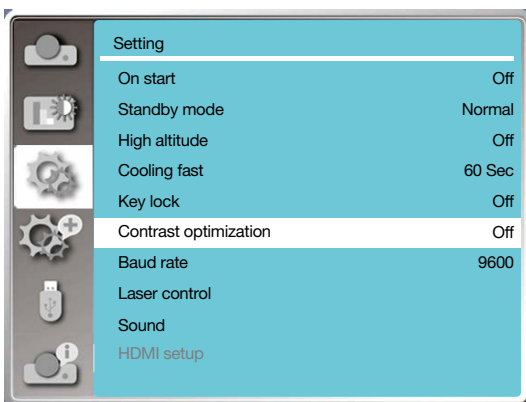 Setting
On start Off
Standby mode Normal
High altitude Off
Cooling fast 60 Sec
Key lock Off
Contrast optimization Off
Baud rate 9600
Laser control
Sound
HDMI setup